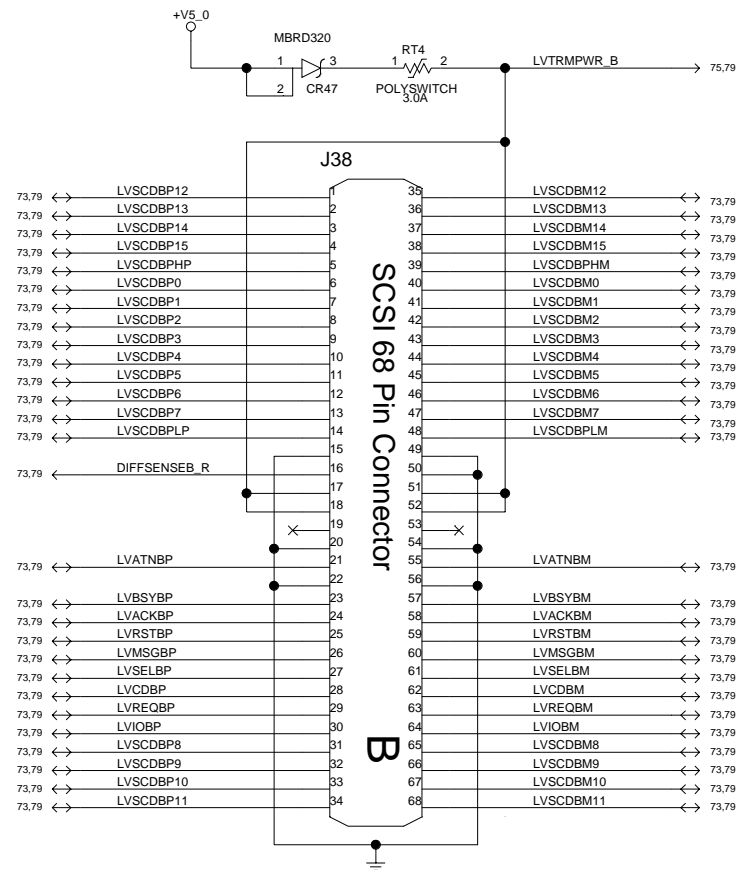 +V5_0
MBRD320
1 3
2
CR47
RT4
1 2
POLYSWITCH
3.0A
LVTRMPWR_B 75,79
J38
SCSI 68 Pin Connector
B
73,79 LVSCDBP12 1 35 LVSCDBM12 73,79
73,79 LVSCDBP13 2 36 LVSCDBM13 73,79
73,79 LVSCDBP14 3 37 LVSCDBM14 73,79
73,79 LVSCDBP15 4 38 LVSCDBM15 73,79
73,79 LVSCDBPHP 5 39 LVSCDBPHM 73,79
73,79 LVSCDBP0 6 40 LVSCDBM0 73,79
73,79 LVSCDBP1 7 41 LVSCDBM1 73,79
73,79 LVSCDBP2 8 42 LVSCDBM2 73,79
73,79 LVSCDBP3 9 43 LVSCDBM3 73,79
73,79 LVSCDBP4 10 44 LVSCDBM4 73,79
73,79 LVSCDBP5 11 45 LVSCDBM5 73,79
73,79 LVSCDBP6 12 46 LVSCDBM6 73,79
73,79 LVSCDBP7 13 47 LVSCDBM7 73,79
73,79 LVSCDBPLP 14 48 LVSCDBPLM 73,79
15 49
73,79 DIFFSENSEB_R 16 50
17 51
18 52
19 53
20 54
73,79 LVATNBP 21 55 LVATNBM 73,79
22 56
73,79 LVBSYBP 23 57 LVBSYBM 73,79
73,79 LVACKBP 24 58 LVACKBM 73,79
73,79 LVRSTBP 25 59 LVRSTBM 73,79
73,79 LVMSGBP 26 60 LVMSGBM 73,79
73,79 LVSELBP 27 61 LVSELBM 73,79
73,79 LVCDBP 28 62 LVCDBM 73,79
73,79 LVREQBP 29 63 LVREQBM 73,79
73,79 LVIOBP 30 64 LVIOBM 73,79
73,79 LVSCDBP8 31 65 LVSCDBM8 73,79
73,79 LVSCDBP9 32 66 LVSCDBM9 73,79
73,79 LVSCDBP10 33 67 LVSCDBM10 73,79
73,79 LVSCDBP11 34 68 LVSCDBM11 73,79